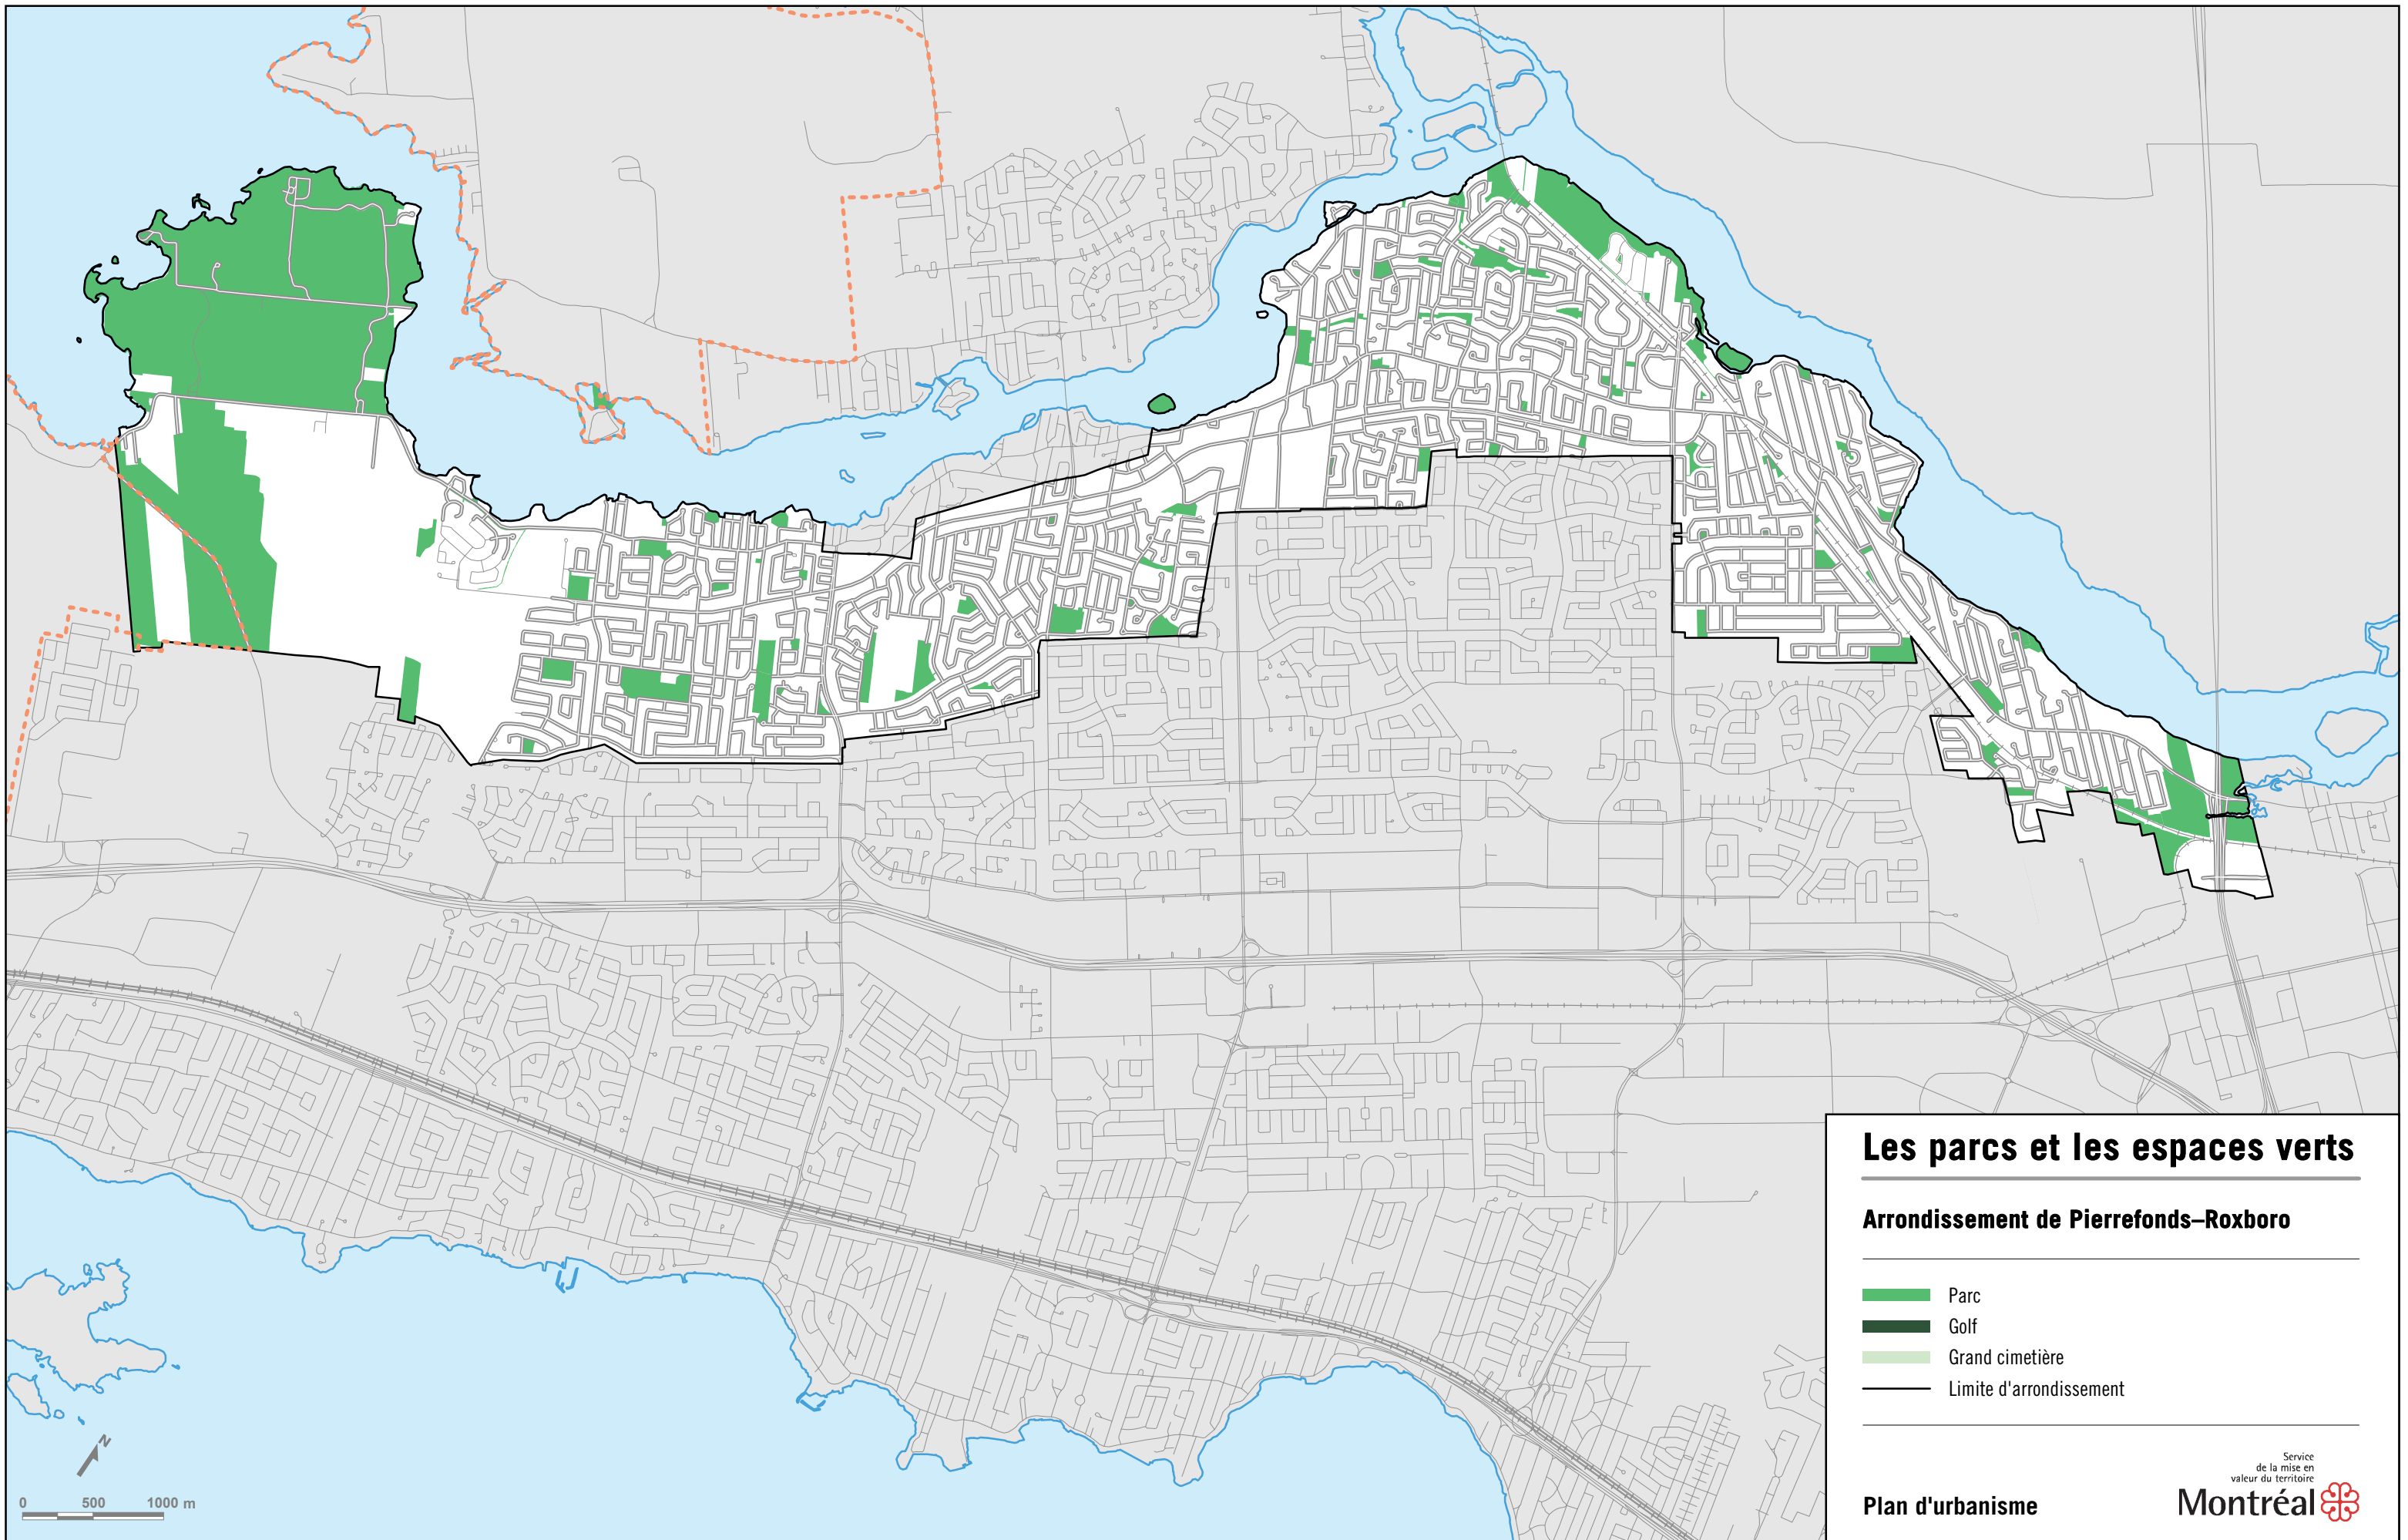 Les parcs et les espaces verts
Arrondissement de Pierrefonds–Roxboro
Parc
Golf
Grand cimetière
Limite d'arrondissement
Service
de la mise en
valeur du territoire
Plan d'urbanisme
Montréal
N
0 500 1000 m